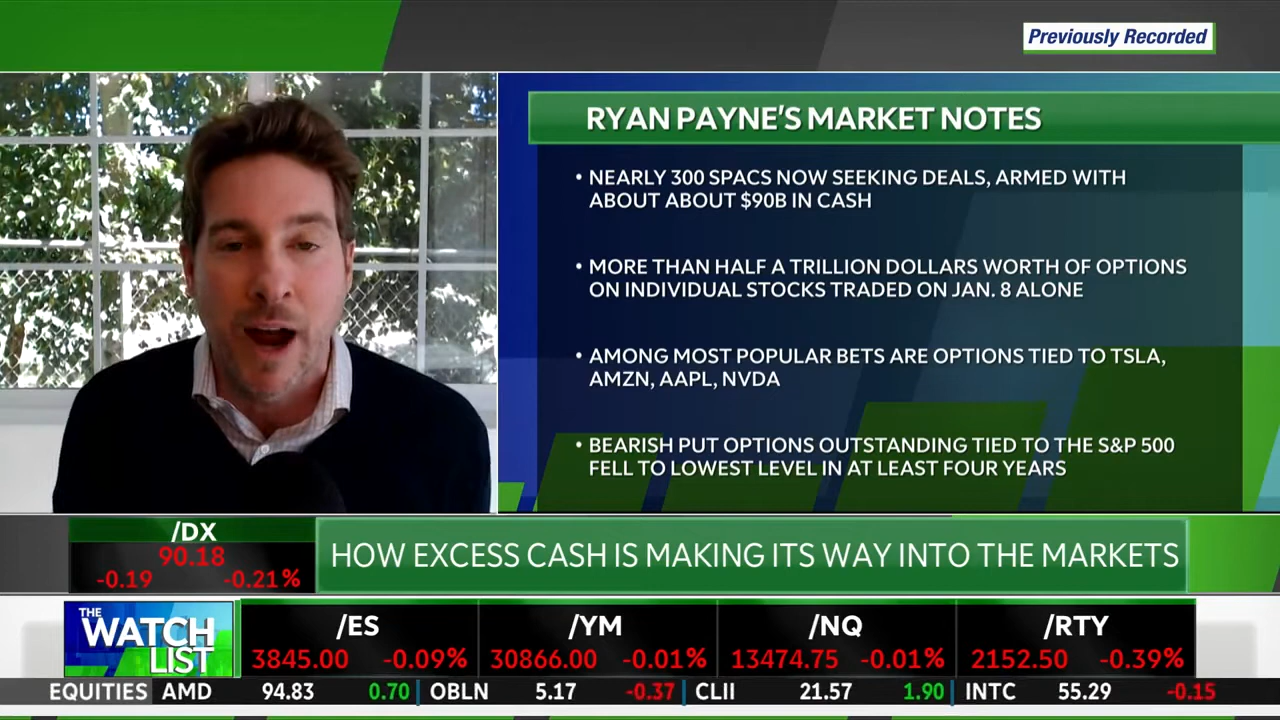 Previously Recorded
RYAN PAYNE'S MARKET NOTES
• NEARLY 300 SPACS NOW SEEKING DEALS, ARMED WITH
ABOUT ABOUT $90B IN CASH
• MORE THAN HALF A TRILLION DOLLARS WORTH OF OPTIONS
ON INDIVIDUAL STOCKS TRADED ON JAN. 8 ALONE
• AMONG MOST POPULAR BETS ARE OPTIONS TIED TO TSLA,
AMZN, AAPL, NVDA
• BEARISH PUT OPTIONS OUTSTANDING TIED TO THE S&P 500
FELL TO LOWEST LEVEL IN AT LEAST FOUR YEARS
/DX
90.18
-0.19 -0.21%
HOW EXCESS CASH IS MAKING ITS WAY INTO THE MARKETS
THE
WATCH
LIST
/ES /YM /NQ /RTY
3845.00 -0.09% 30866.00 -0.01% 13474.75 -0.01% 2152.50 -0.39%
EQUITIES AMD 94.83 0.70 OBLN 5.17 -0.37 CLII 21.57 1.90 INTC 55.29 -0.15